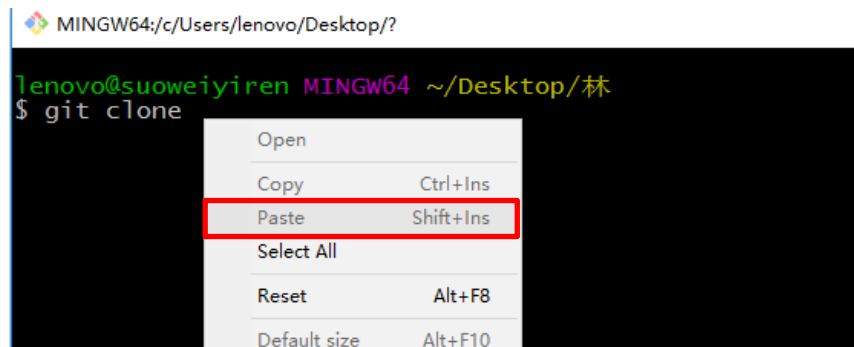 MINGW64:/c/Users/lenovo/Desktop/?
lenovo@suoweiyiren MINGW64 ~/Desktop/林
$ git clone
Open
Copy Ctrl+Ins
Paste Shift+Ins
Select All
Reset Alt+F8
Default size Alt+F10